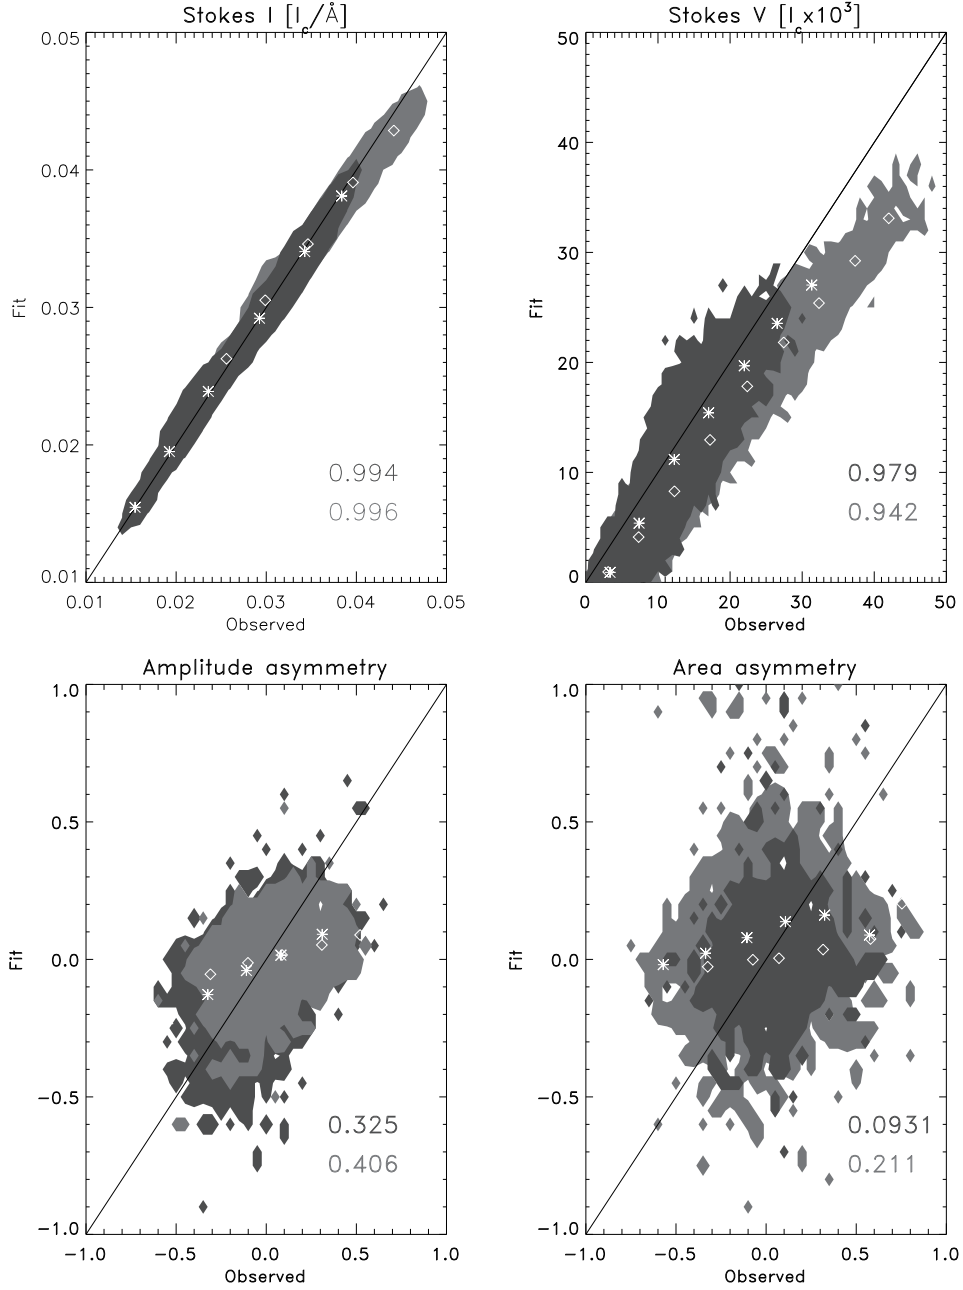 Stokes I [I_c/Å]
0.05
0.04
0.03
0.02
0.01
Fit
0.994
0.996
0.01 0.02 0.03 0.04 0.05
Observed
Stokes V [I_c x10³]
50
40
30
20
10
0
Fit
0.979
0.942
0 10 20 30 40 50
Observed
Amplitude asymmetry
1.0
0.5
0.0
−0.5
−1.0
Fit
0.325
0.406
−1.0 −0.5 0.0 0.5 1.0
Observed
Area asymmetry
1.0
0.5
0.0
−0.5
−1.0
Fit
0.0931
0.211
−1.0 −0.5 0.0 0.5 1.0
Observed